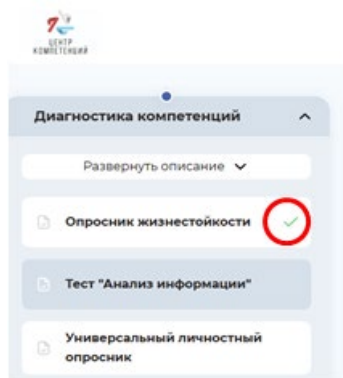 ЦЕНТР
КОМПЕТЕНЦИЙ
Диагностика компетенций
Развернуть описание
Опросник жизнестойкости
Тест "Анализ информации"
Универсальный личностный
опросник